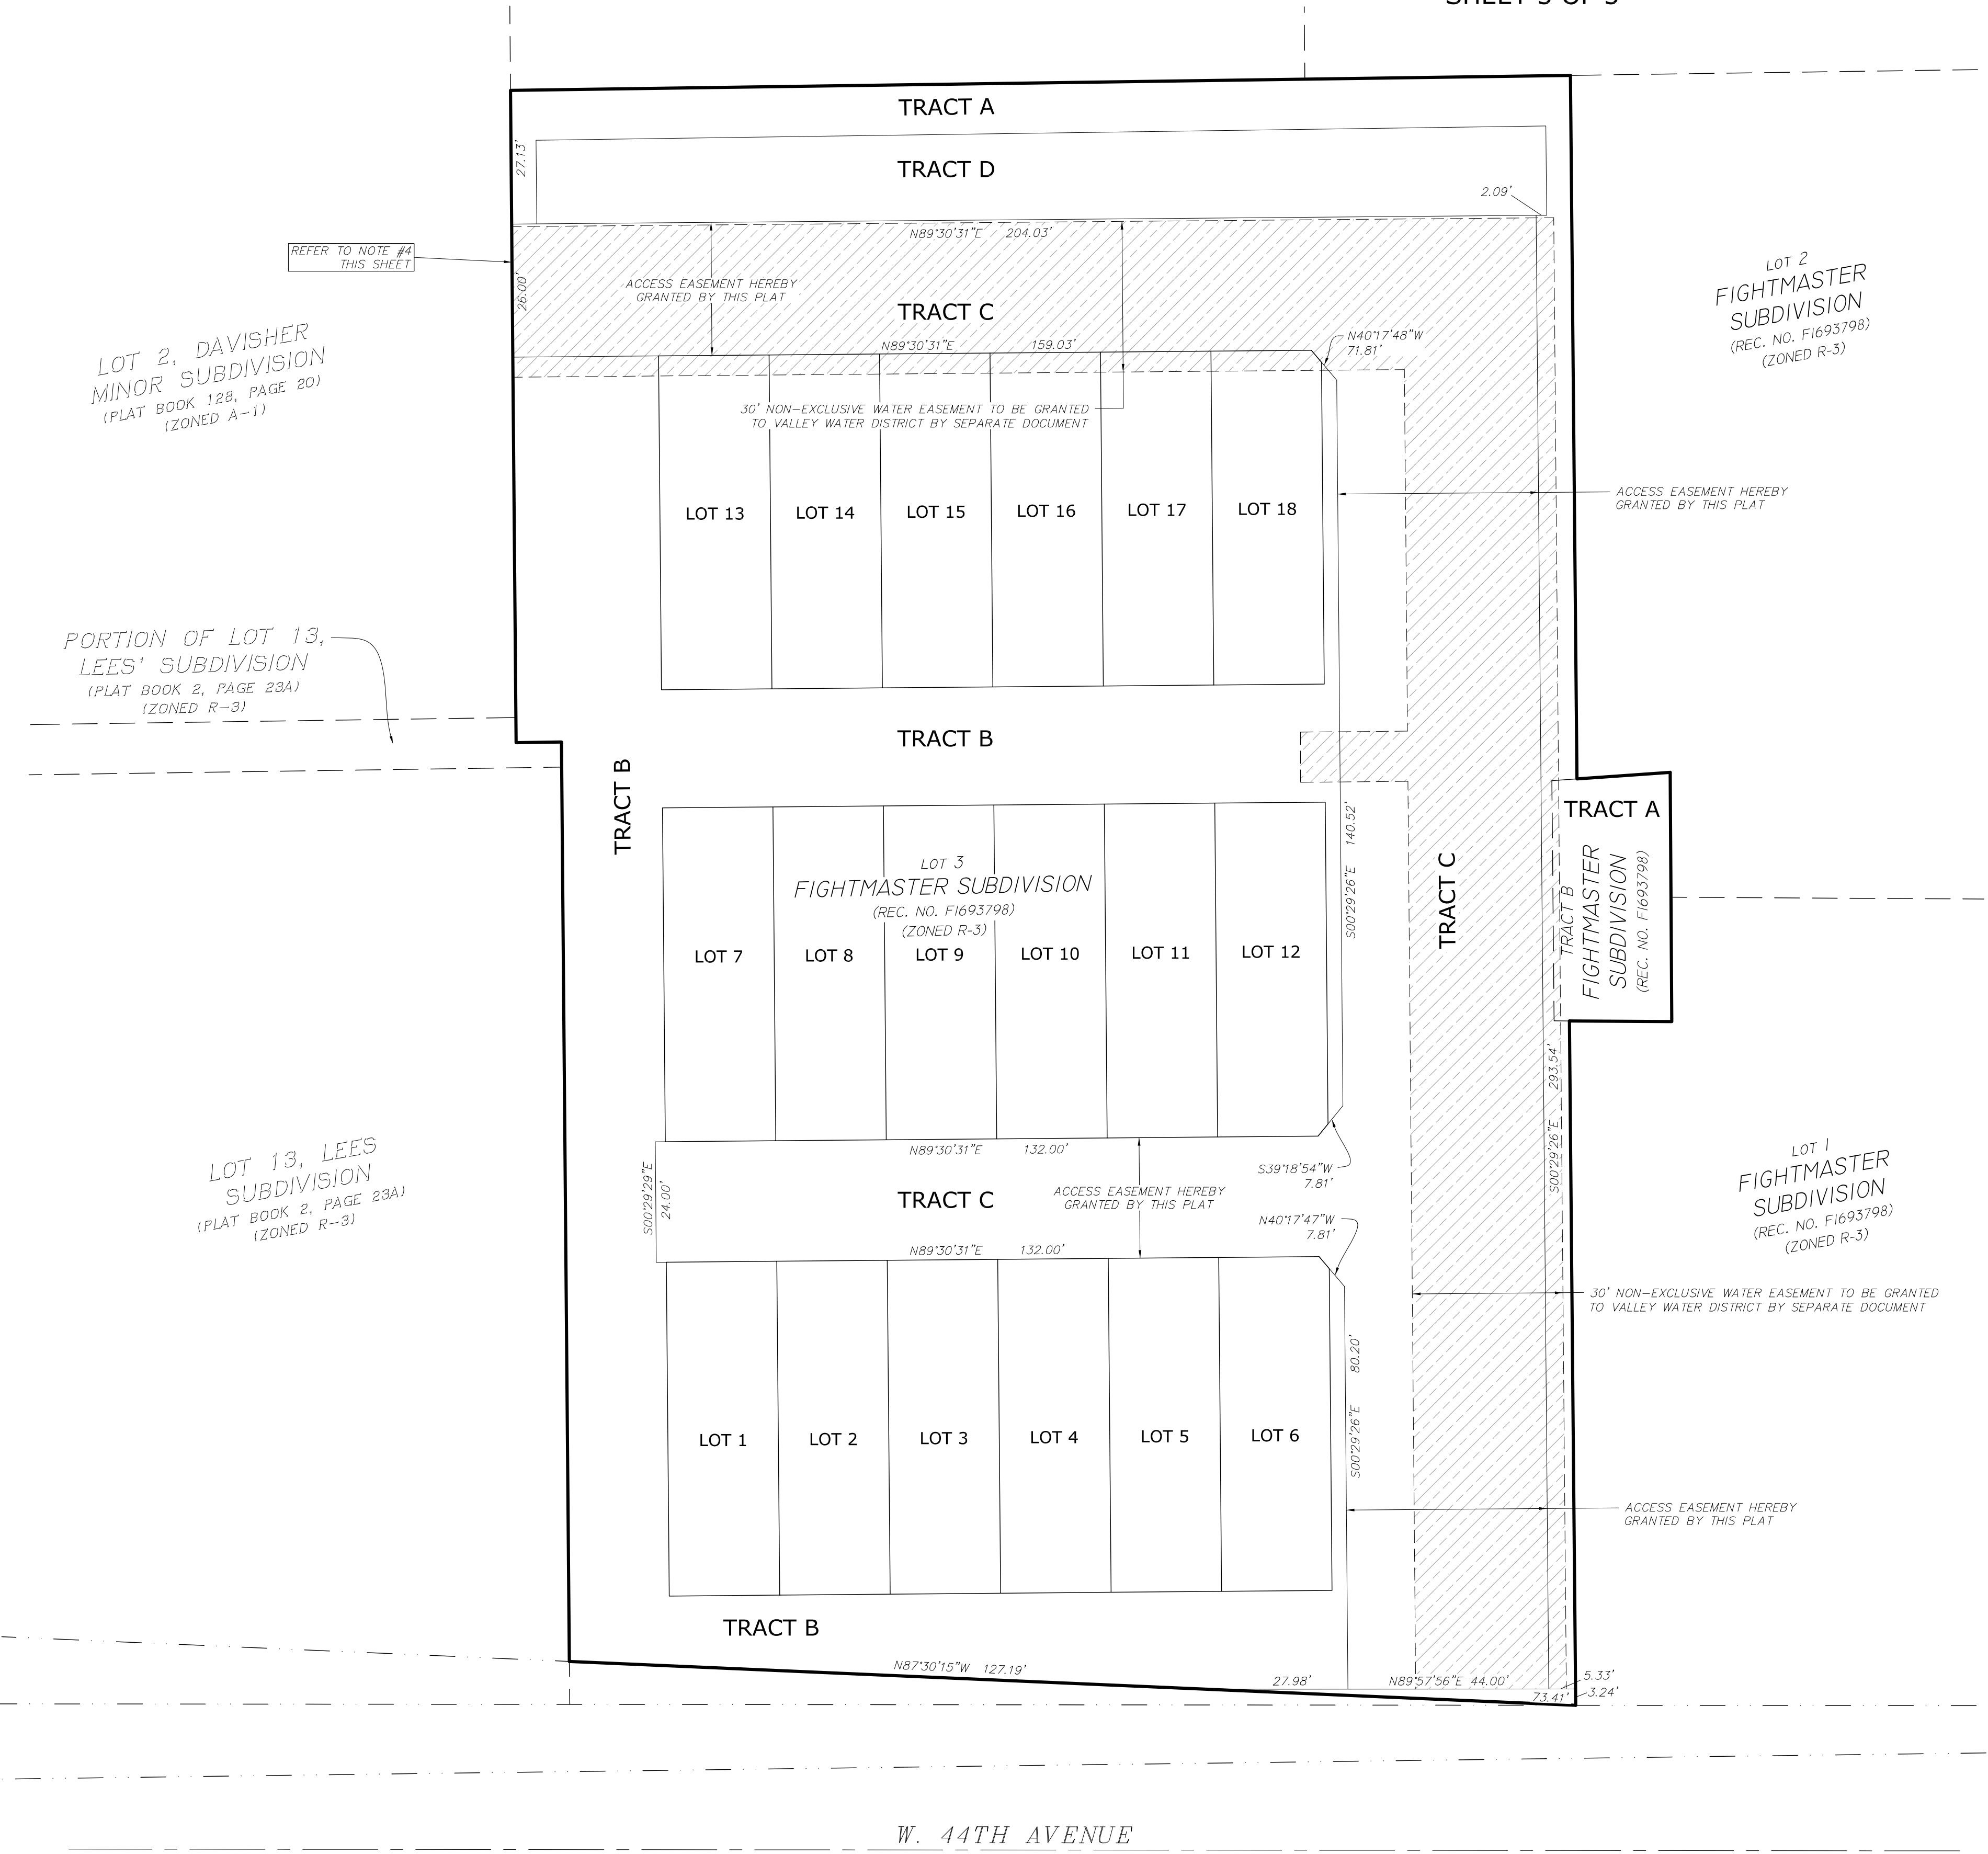 SHEET 3 OF 3
TRACT A
27.13'
TRACT D
2.09'
N89°30'31"E 204.03'
REFER TO NOTE #4
THIS SHEET
26.00'
ACCESS EASEMENT HEREBY
GRANTED BY THIS PLAT
TRACT C
N89°30'31"E 159.03'
N40°17'48"W
71.81'
LOT 2
FIGHTMASTER
SUBDIVISION
(REC. NO. F1693798)
(ZONED R-3)
LOT 2, DAVISHER
MINOR SUBDIVISION
(PLAT BOOK 128, PAGE 20)
(ZONED A-1)
30' NON-EXCLUSIVE WATER EASEMENT TO BE GRANTED
TO VALLEY WATER DISTRICT BY SEPARATE DOCUMENT
LOT 13
LOT 14
LOT 15
LOT 16
LOT 17
LOT 18
ACCESS EASEMENT HEREBY
GRANTED BY THIS PLAT
PORTION OF LOT 13,
LEES' SUBDIVISION
(PLAT BOOK 2, PAGE 23A)
(ZONED R-3)
TRACT B
TRACT B
S00°29'26"E 140.52'
TRACT C
TRACT A
TRACT B
FIGHTMASTER
SUBDIVISION
(REC. NO. F1693798)
LOT 3
FIGHTMASTER SUBDIVISION
(REC. NO. F1693798)
(ZONED R-3)
LOT 7
LOT 8
LOT 9
LOT 10
LOT 11
LOT 12
S00°29'26"E 293.54'
N89°30'31"E 132.00'
S39°18'54"W
7.81'
S00°29'29"E
24.00'
TRACT C
ACCESS EASEMENT HEREBY
GRANTED BY THIS PLAT
N40°17'47"W
7.81'
N89°30'31"E 132.00'
LOT 13, LEES
SUBDIVISION
(PLAT BOOK 2, PAGE 23A)
(ZONED R-3)
LOT 1
FIGHTMASTER
SUBDIVISION
(REC. NO. F1693798)
(ZONED R-3)
30' NON-EXCLUSIVE WATER EASEMENT TO BE GRANTED
TO VALLEY WATER DISTRICT BY SEPARATE DOCUMENT
S00°29'26"E 80.20'
LOT 1
LOT 2
LOT 3
LOT 4
LOT 5
LOT 6
ACCESS EASEMENT HEREBY
GRANTED BY THIS PLAT
TRACT B
N87°30'15"W 127.19'
27.98'
N89°57'56"E 44.00'
5.33'
73.41'
3.24'
W. 44TH AVENUE